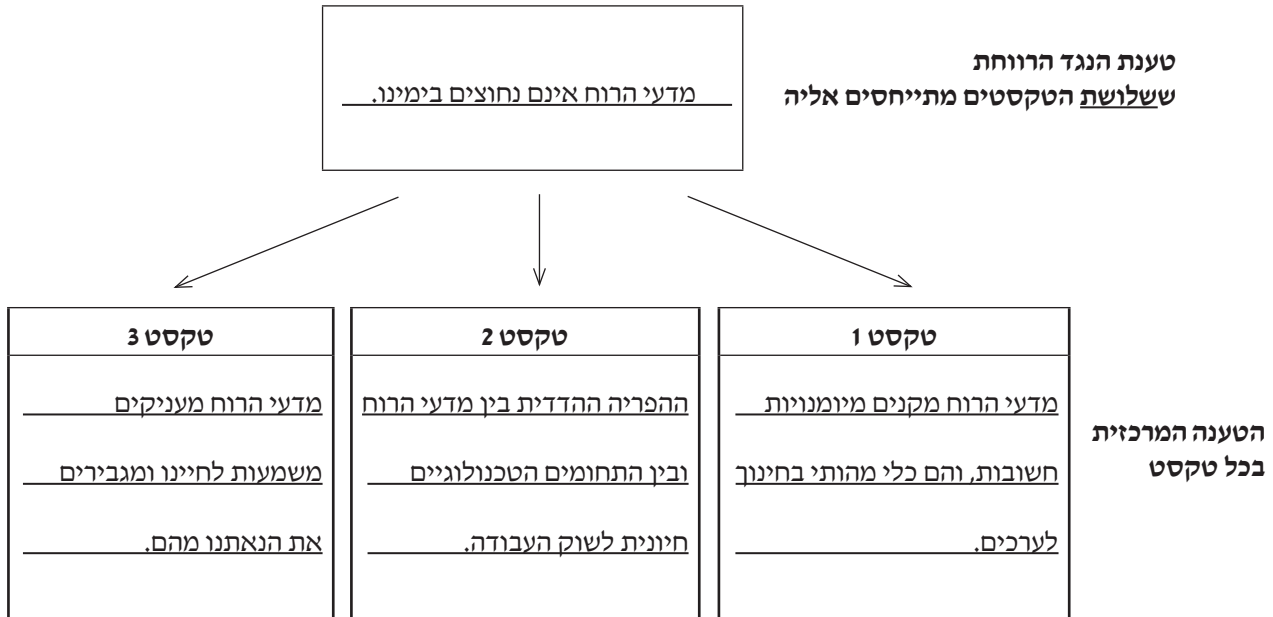 טענת הנגד הרווחת
ששלושת הטקסטים מתייחסים אליה
מדעי הרוח אינם נחוצים בימינו.
הטענה המרכזית
בכל טקסט
טקסט 1
מדעי הרוח מקנים מיומנויות
חשובות, והם כלי מהותי בחינוך
לערכים.
טקסט 2
ההפריה ההדדית בין מדעי הרוח
ובין התחומים הטכנולוגיים
חיונית לשוק העבודה.
טקסט 3
מדעי הרוח מעניקים
משמעות לחיינו ומגבירים
את הנאתנו מהם.